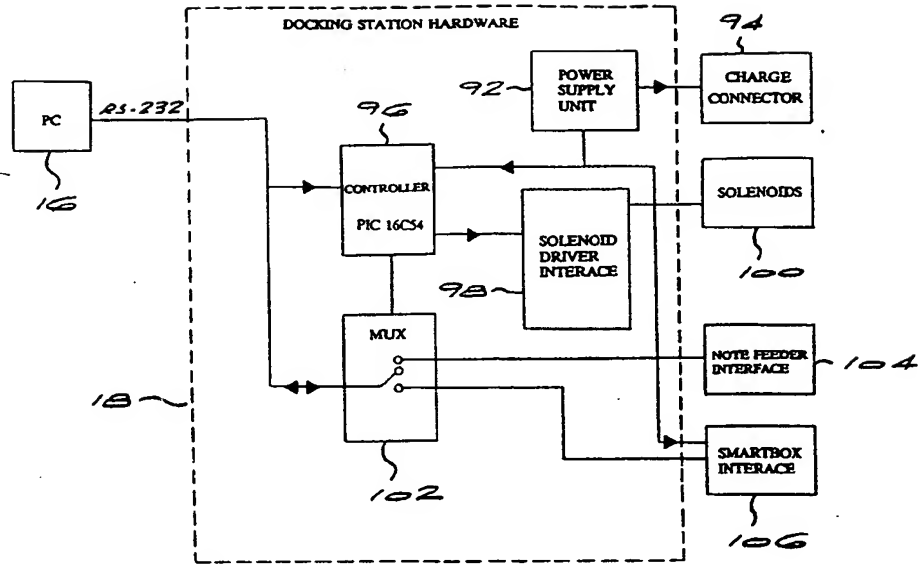 DOCKING STATION HARDWARE
94
92
POWER
SUPPLY
UNIT
CHARGE
CONNECTOR
PC
RS-232
96
16
CONTROLLER
PIC 16C54
SOLENOIDS
SOLENOID
DRIVER
INTERACE
98
100
MUX
NOTE FEEDER
INTERFACE
104
18
102
SMARTBOX
INTERACE
106